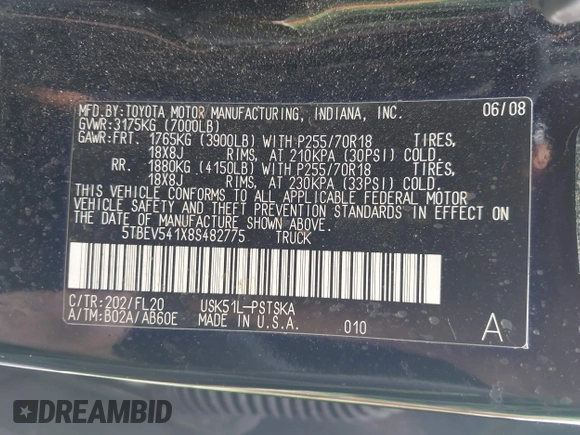 MFD.BY:TOYOTA MOTOR MANUFACTURING, INDIANA, INC. 06/08
GVWR:3175KG (7000LB)
GAWR:FRT. 1765KG (3900LB) WITH P255/70R18 TIRES,
18X8J RIMS, AT 210KPA (30PSI) COLD.
RR. 1880KG (4150LB) WITH P255/70R18 TIRES,
18X8J RIMS, AT 230KPA (33PSI) COLD.
THIS VEHICLE CONFORMS TO ALL APPLICABLE FEDERAL MOTOR
VEHICLE SAFETY AND THEFT PREVENTION STANDARDS IN EFFECT ON
THE DATE OF MANUFACTURE SHOWN ABOVE.
5TBEV541X8S482775 TRUCK
C/TR:202/FL20 USK51L-PSTSKA
A/TM:B02A/AB60E MADE IN U.S.A. 010 A
DREAMBID